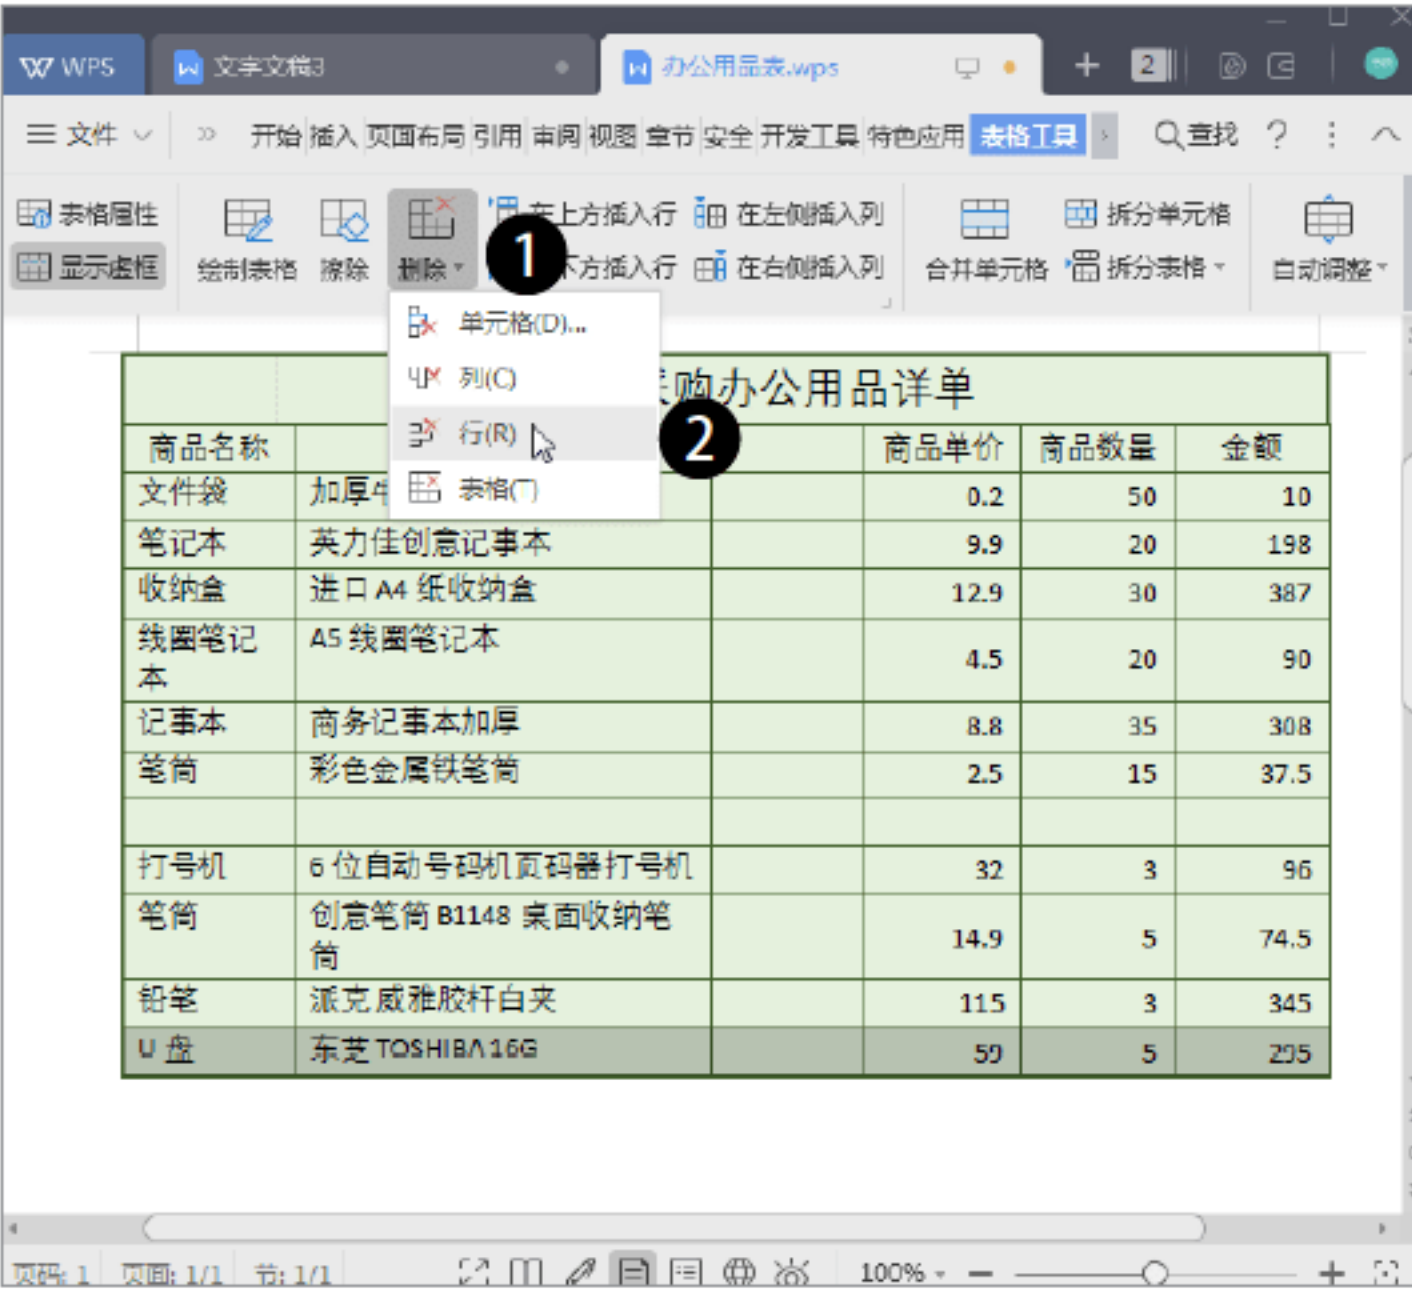 WPS 文字文稿3 办公用品表.wps 2
文件 开始 插入 页面布局 引用 审阅 视图 章节 安全 开发工具 特色应用 表格工具 查找 ?
表格属性 在上方插入行 在左侧插入列 拆分单元格
显示虚框 绘制表格 擦除 删除 1 下方插入行 在右侧插入列 合并单元格 拆分表格 自动调整
单元格(D)...
列(C)
行(R) 2
表格(T)
采购办公用品详单
商品名称 商品单价 商品数量 金额
文件袋 加厚牛 0.2 50 10
笔记本 英力佳创意记事本 9.9 20 198
收纳盒 进口 A4 纸收纳盒 12.9 30 387
线圈笔记本 A5 线圈笔记本 4.5 20 90
记事本 商务记事本加厚 8.8 35 308
笔筒 彩色金属铁笔筒 2.5 15 37.5
打号机 6 位自动号码机页码器打号机 32 3 96
笔筒 创意笔筒 B1148 桌面收纳笔筒 14.9 5 74.5
铅笔 派克威雅胶杆白夹 115 3 345
U 盘 东芝 TOSHIBA 16G 59 5 295
页码: 1 页面: 1/1 节: 1/1 100%